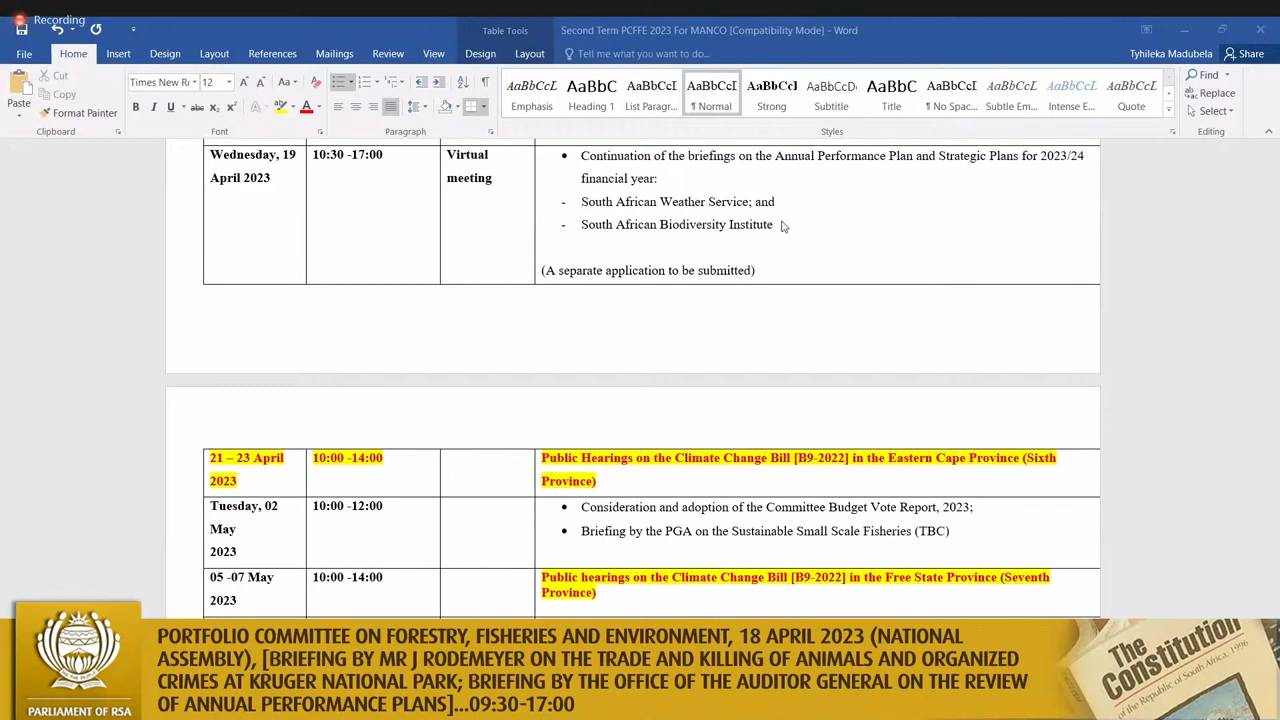 Recording
Table Tools
Second Term PCFFE 2023 For MANCO [Compatibility Mode] - Word
File Home Insert Design Layout References Mailings Review View Design Layout Tell me what you want to do... Tyhileka Madubela Share
Cut
Copy
Format Painter
Paste
Times New Ro 12
B I U abc X₂ X²
AaBbCcL AaBbC AaBbCcI AaBbCcI AaBbCcI AaBbCcD AaBbC AaBbCcI AaBbCcL AaBbCcL AaBbCcI
Emphasis Heading 1 List Paragr... ¶ Normal Strong Subtitle Title ¶ No Spac... Subtle Em... Intense E... Quote
Find
Replace
Select
Clipboard Font Paragraph Styles Editing
Wednesday, 19 April 2023
10:30 -17:00
Virtual meeting
• Continuation of the briefings on the Annual Performance Plan and Strategic Plans for 2023/24
financial year:
- South African Weather Service; and
- South African Biodiversity Institute
(A separate application to be submitted)
21 – 23 April 2023
10:00 -14:00
Public Hearings on the Climate Change Bill [B9-2022] in the Eastern Cape Province (Sixth
Province)
Tuesday, 02 May 2023
10:00 -12:00
• Consideration and adoption of the Committee Budget Vote Report, 2023;
• Briefing by the PGA on the Sustainable Small Scale Fisheries (TBC)
05 -07 May 2023
10:00 -14:00
Public hearings on the Climate Change Bill [B9-2022] in the Free State Province (Seventh
Province)
PORTFOLIO COMMITTEE ON FORESTRY, FISHERIES AND ENVIRONMENT, 18 APRIL 2023 (NATIONAL
ASSEMBLY), [BRIEFING BY MR J RODEMEYER ON THE TRADE AND KILLING OF ANIMALS AND ORGANIZED
CRIMES AT KRUGER NATIONAL PARK; BRIEFING BY THE OFFICE OF THE AUDITOR GENERAL ON THE REVIEW
OF ANNUAL PERFORMANCE PLANS]...09:30-17:00
PARLIAMENT OF RSA
The
Constitution
of the Republic of South Africa, 1996